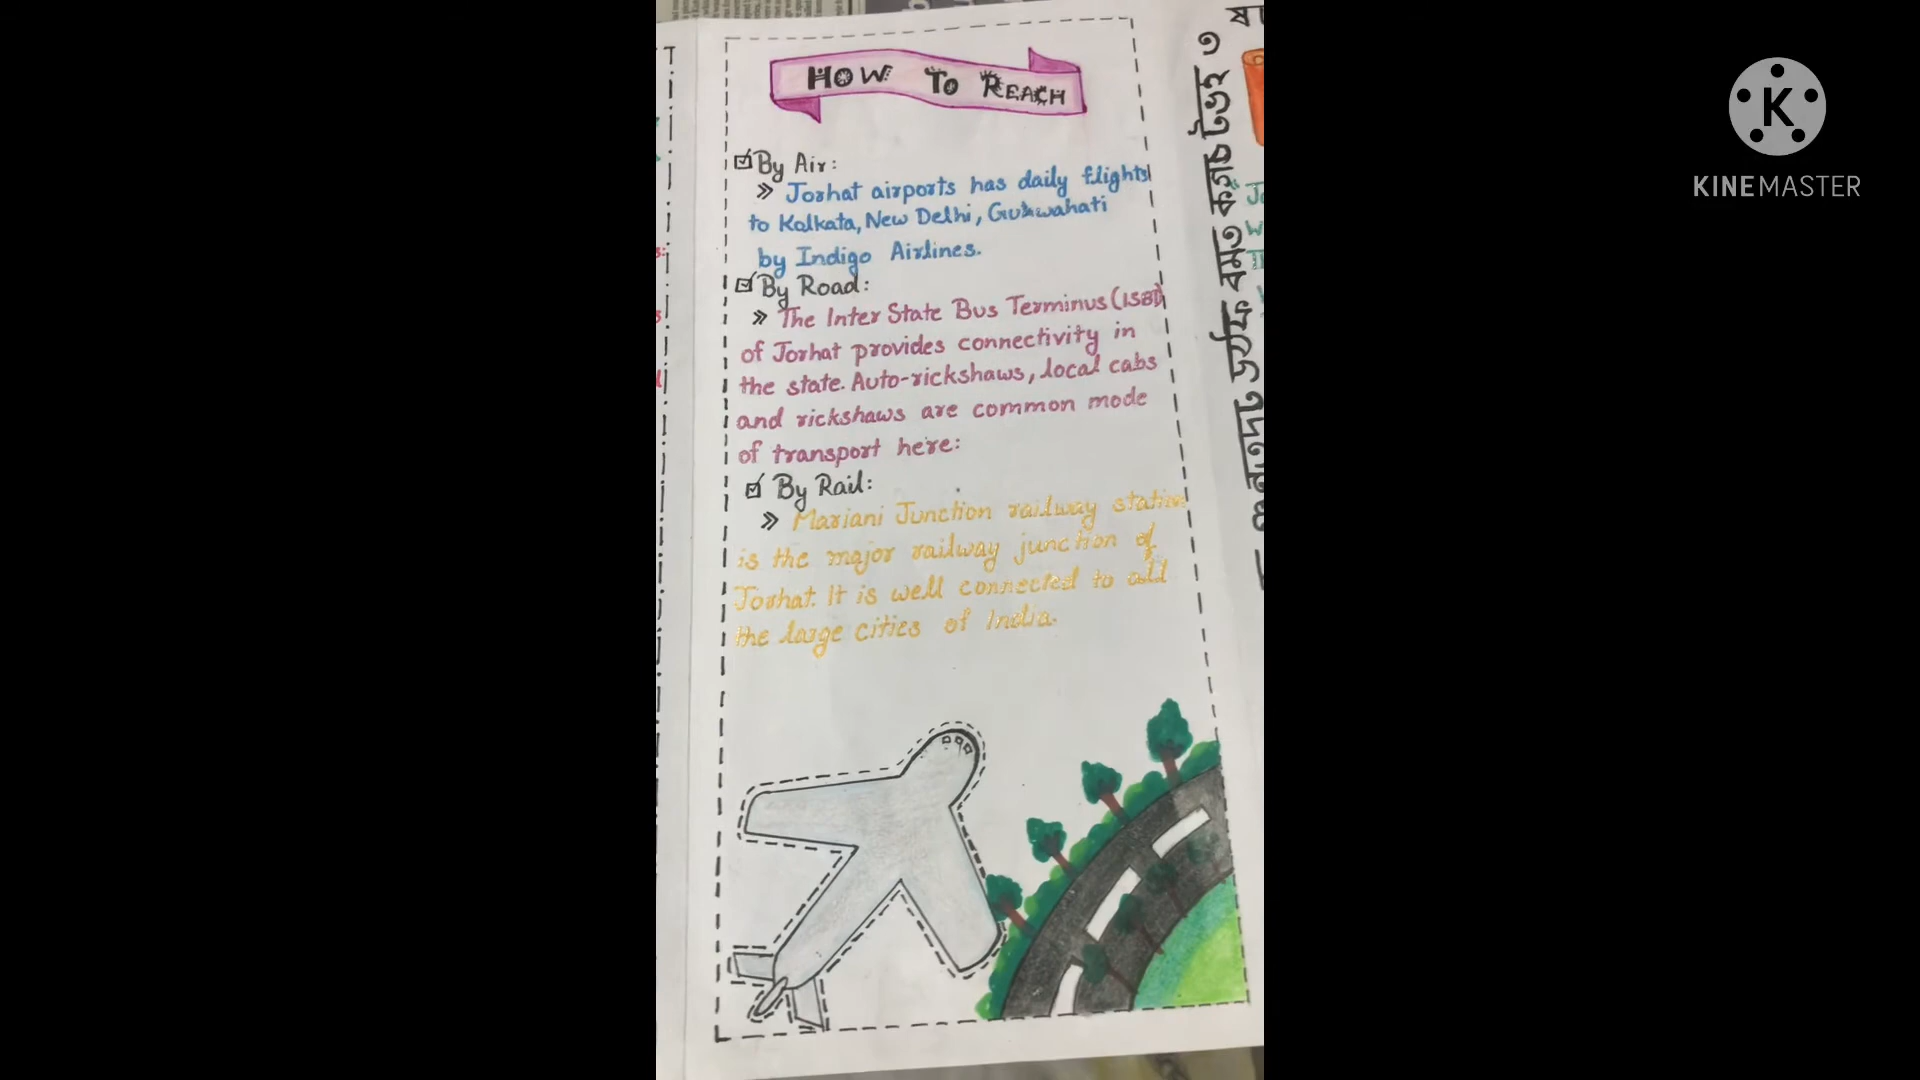 How To Reach
By Air:
» Jorhat airports has daily flights
to Kolkata, New Delhi, Guwahati
by Indigo Airlines.
By Road:
» The Inter State Bus Terminus (ISBT)
of Jorhat provides connectivity in
the state. Auto-rickshaws, local cabs
and rickshaws are common mode
of transport here:
By Rail:
» Mariani Junction railway station
is the major railway junction of
Jorhat. It is well connected to all
the large cities of India.
K
KINEMASTER